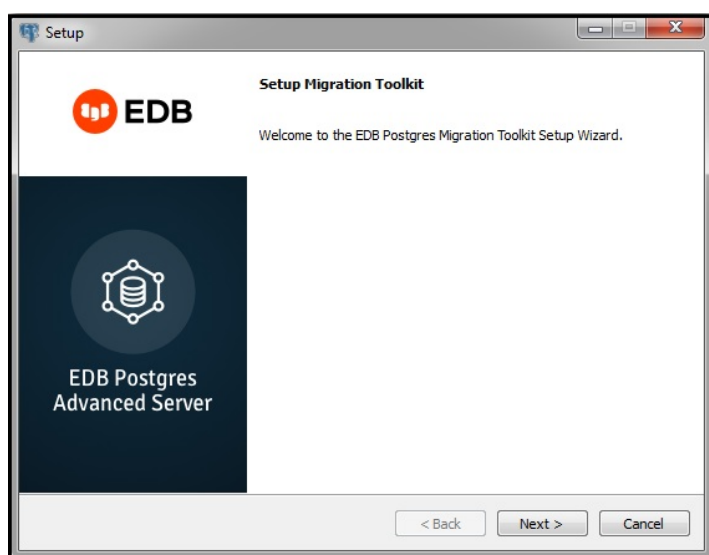 Setup
EDB
Setup Migration Toolkit
Welcome to the EDB Postgres Migration Toolkit Setup Wizard.
EDB Postgres
Advanced Server
< Back
Next >
Cancel